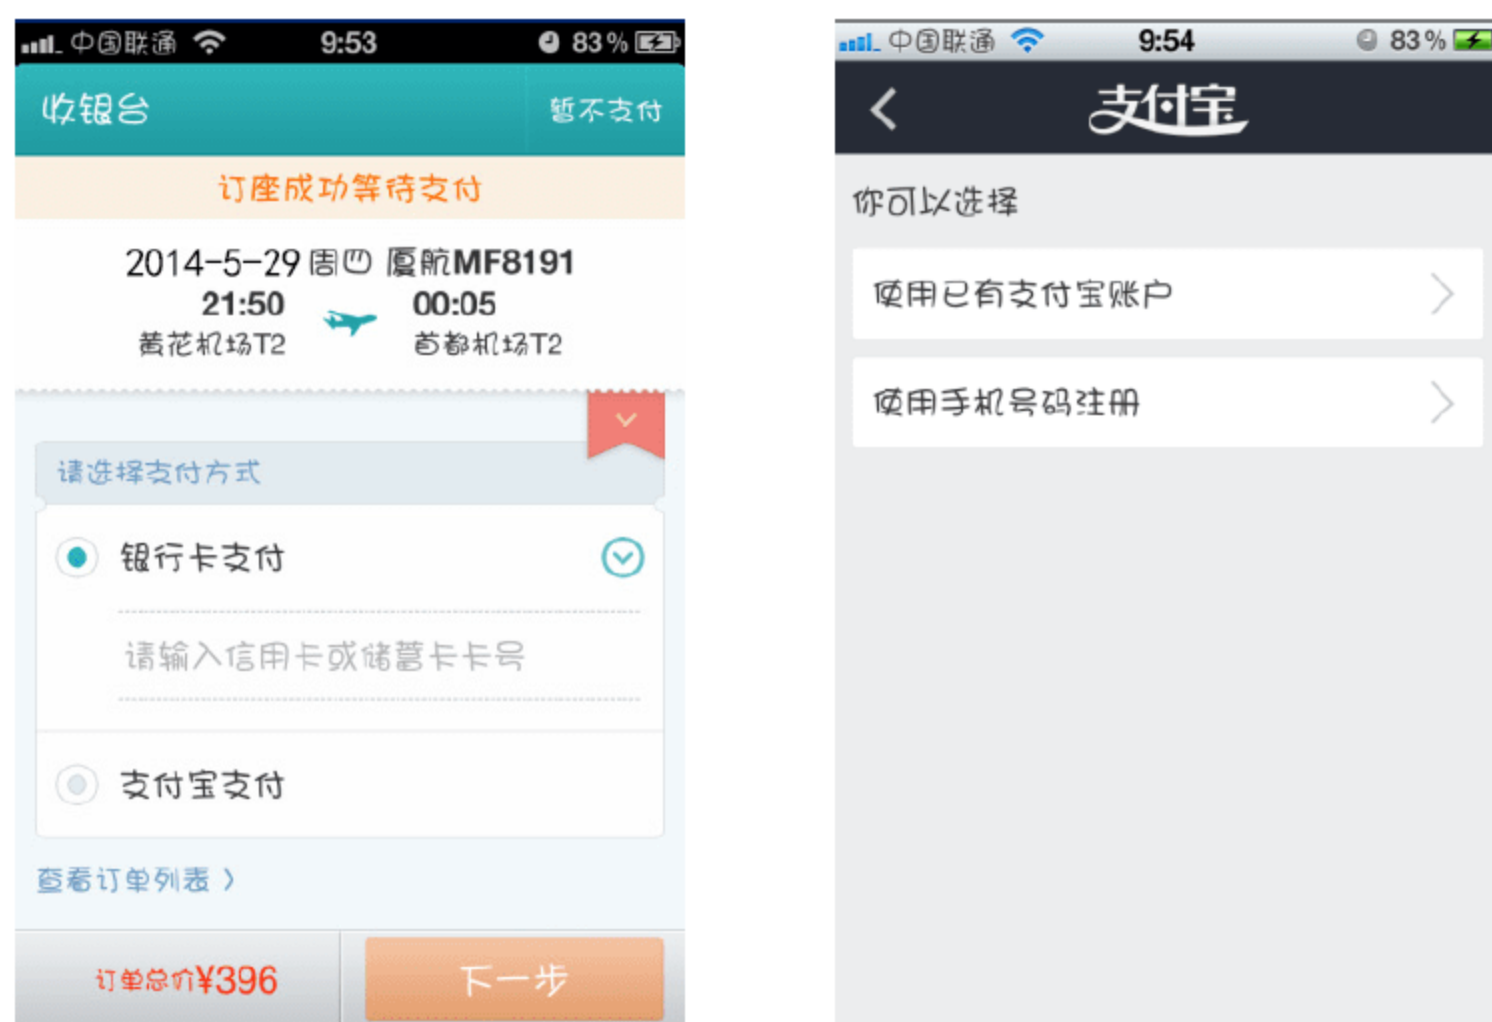 中国联通 9:53 83%
收银台 暂不支付
订座成功等待支付
2014-5-29 周四 厦航MF8191
21:50 00:05
黄花机场T2 首都机场T2
请选择支付方式
银行卡支付
请输入信用卡或储蓄卡卡号
支付宝支付
查看订单列表
订单总价¥396 下一步
中国联通 9:54 83%
支付宝
你可以选择
使用已有支付宝账户
使用手机号码注册